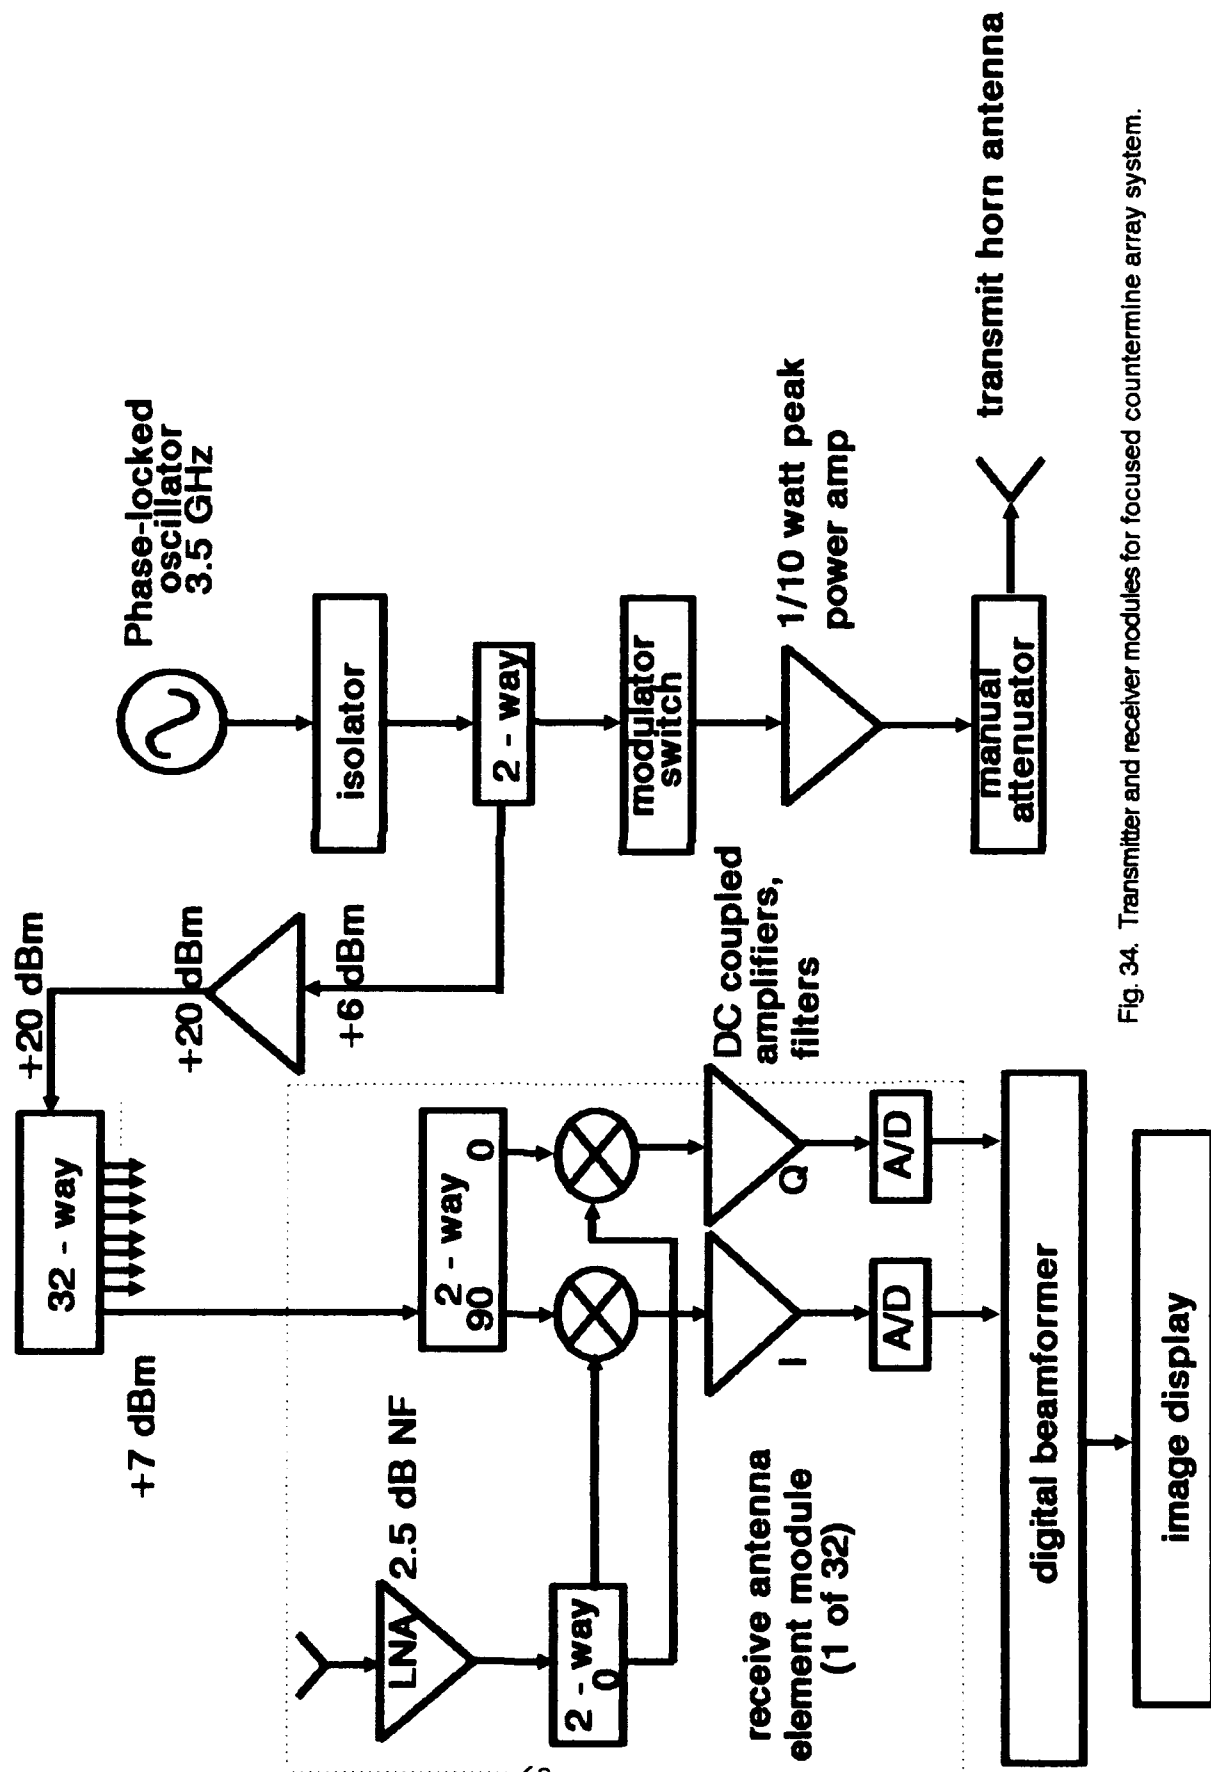 Phase-locked
oscillator
3.5 GHz
isolator
2 - way
modulator
switch
1/10 watt peak
power amp
manual
attenuator
transmit horn antenna
+6 dBm
+20 dBm
+20 dBm
32 - way
+7 dBm
2 - way
90
0
LNA
2.5 dB NF
2 - way
0
DC coupled
amplifiers,
filters
I
Q
A/D
A/D
receive antenna
element module
(1 of 32)
digital beamformer
image display
Fig. 34. Transmitter and receiver modules for focused countermine array system.